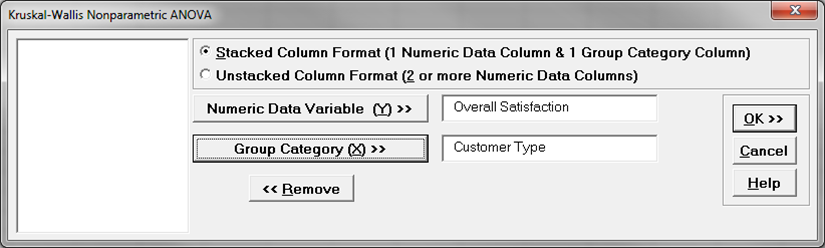 Kruskal-Wallis Nonparametric ANOVA
Stacked Column Format (1 Numeric Data Column & 1 Group Category Column)
Unstacked Column Format (2 or more Numeric Data Columns)
Numeric Data Variable (Y) >>
Overall Satisfaction
Group Category (X) >>
Customer Type
<< Remove
OK >>
Cancel
Help